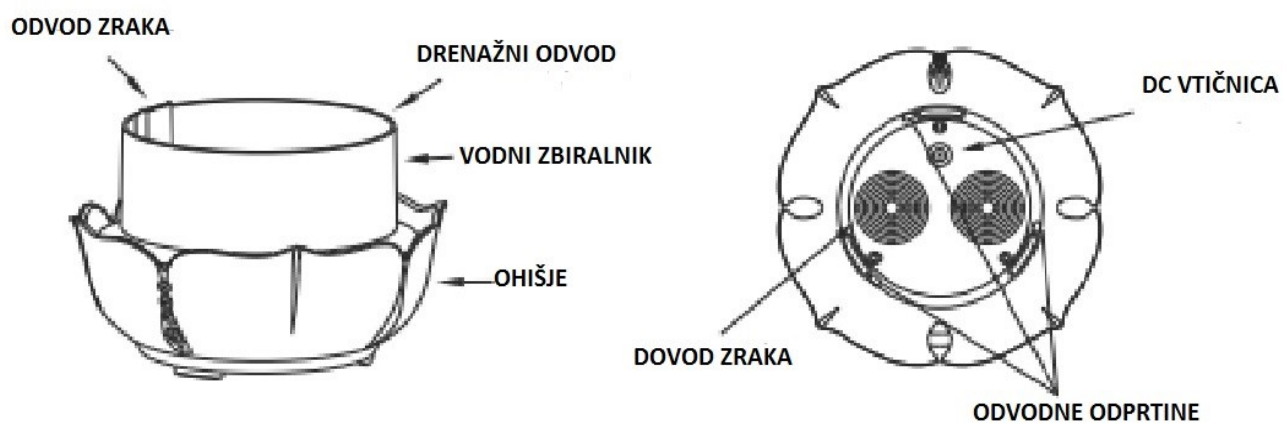 ODVOD ZRAKA
DRENAŽNI ODVOD
VODNI ZBIRALNIK
OHIŠJE
DC VTIČNICA
DOVOD ZRAKA
ODVODNE ODPRTINE